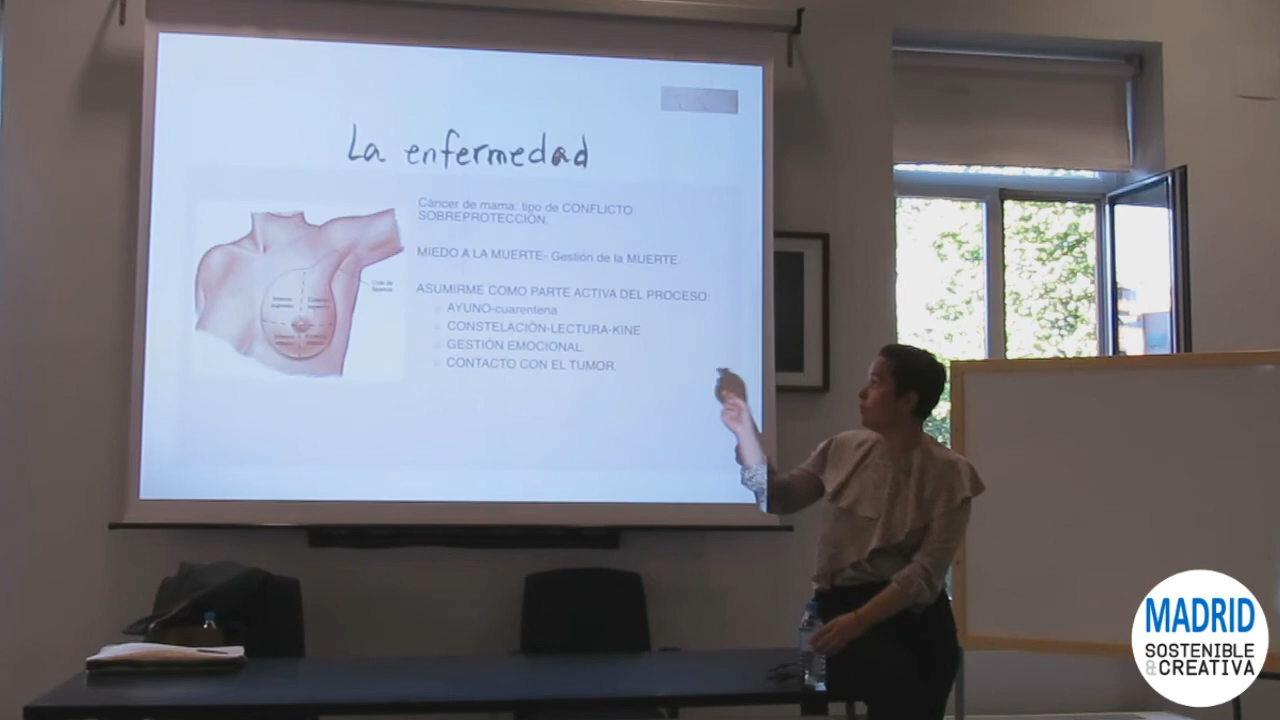 La enfermedad
Cáncer de mama: tipo de CONFLICTO:
SOBREPROTECCIÓN.
MIEDO A LA MUERTE- Gestión de la MUERTE.
ASUMIRME COMO PARTE ACTIVA DEL PROCESO:
AYUNO-cuarentena
CONSTELACIÓN-LECTURA-KINE
GESTIÓN EMOCIONAL
CONTACTO CON EL TUMOR.
MADRID
SOSTENIBLE
&CREATIVA